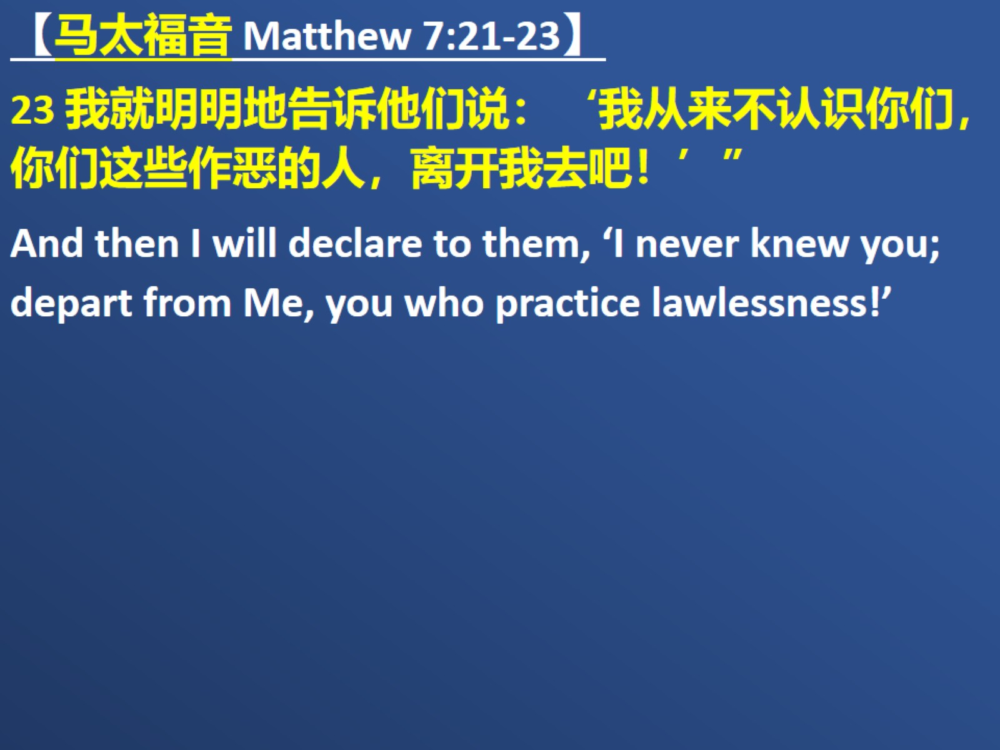 【马太福音 Matthew 7:21-23】
23 我就明明地告诉他们说： ‘我从来不认识你们，
你们这些作恶的人，离开我去吧！’ ”
And then I will declare to them, ‘I never knew you;
depart from Me, you who practice lawlessness!’